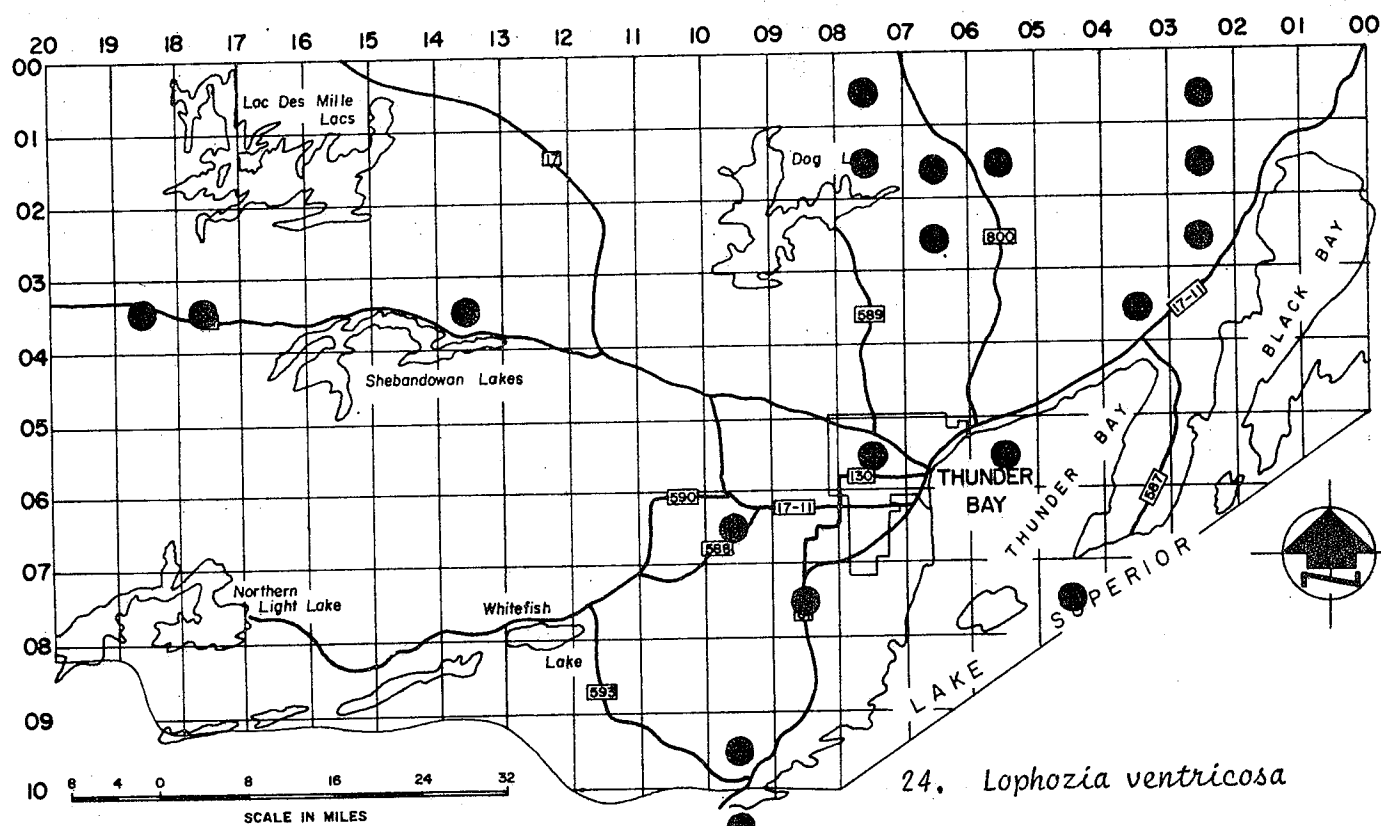 20 19 18 17 16 15 14 13 12 11 10 09 08 07 06 05 04 03 02 01 00
00
Lac Des Mille
Lacs
01
17
Dog L
02
800
03
17-11
589
BLACK BAY
04
Shebandowan Lakes
05
THUNDER BAY
130
THUNDER
BAY
06
590
17-11
587
588
07
Northern
Light Lake
Whitefish
Lake
08
LAKE SUPERIOR
593
09
10
8 4 0 8 16 24 32
SCALE IN MILES
24. Lophozia ventricosa
N